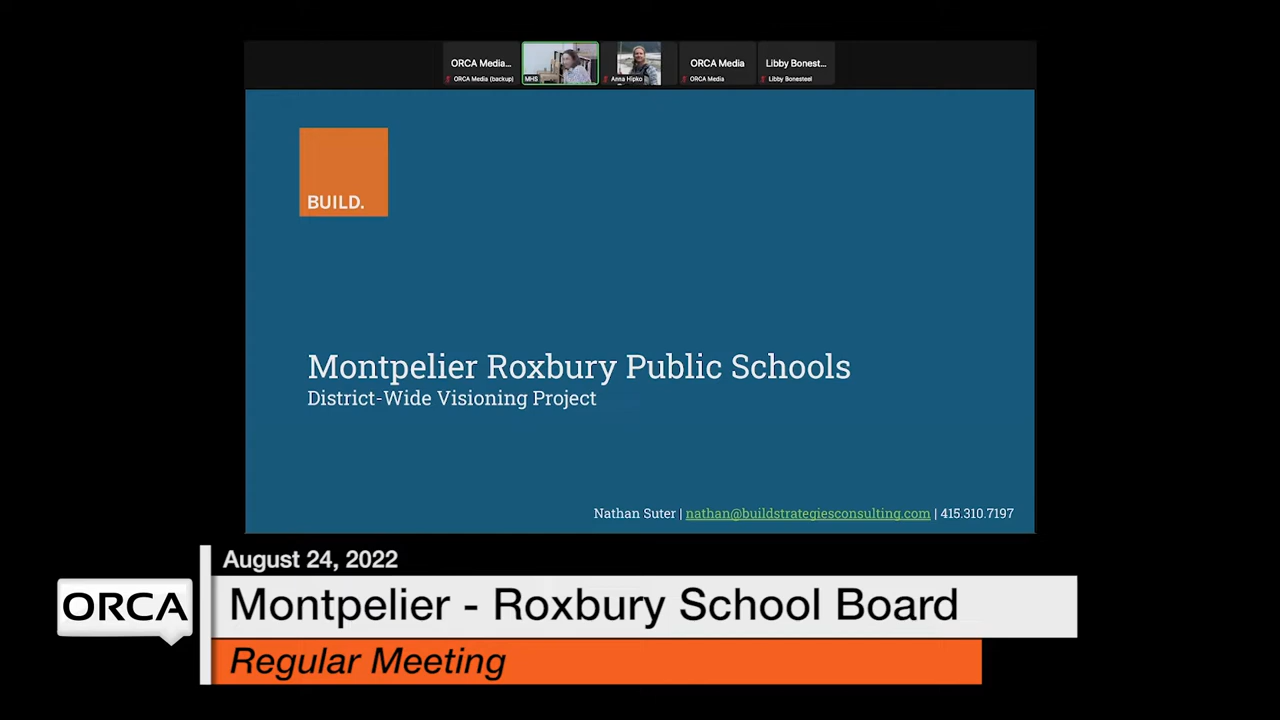 ORCA Media...
ORCA Media (backup)
MHS
Anna Hipko
ORCA Media
ORCA Media
Libby Bonest...
Libby Bonesteel
BUILD.
Montpelier Roxbury Public Schools
District-Wide Visioning Project
Nathan Suter | nathan@buildstrategiesconsulting.com | 415.310.7197
August 24, 2022
ORCA
Montpelier - Roxbury School Board
Regular Meeting